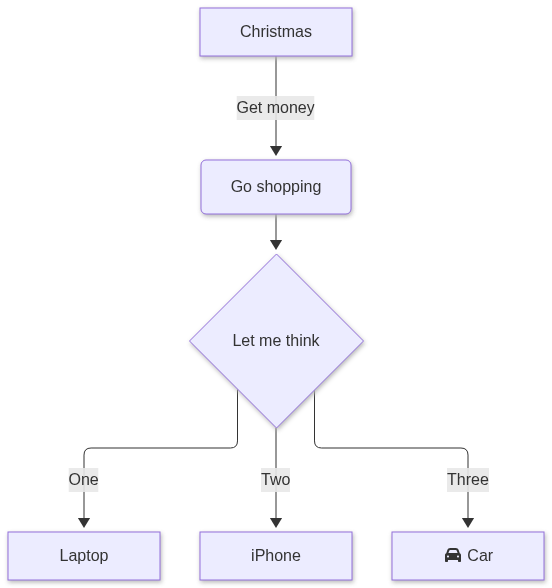 Christmas
Get money
Go shopping
Let me think
One
Two
Three
Laptop
iPhone
Car